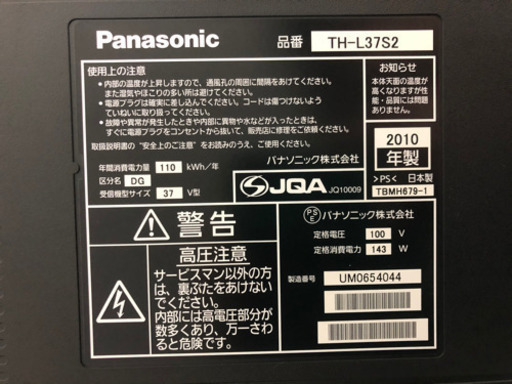 Panasonic 品番 TH-L37S2
使用上の注意
• 内部の温度が上昇しますので、通風孔の周囲に間隔をあけてください。
また湿気やほこりの多い所は避けてください。
• 電源プラグは確実に差し込んでください。コードは傷つけないよう
ていねいに取り扱ってください。
• 故障や異常が発生したときや内部に異物や水などが入ったときは、
すぐに電源プラグをコンセントから抜いて、販売店に修理をご依頼ください。
取扱説明書の"安全上のご注意"をお読みのうえ、ご使用ください。
お知らせ
本体天面の温度が
高くなりますが性
能・品質には問題
ありません。
年間消費電力量 110 kWh/年
区分名 DG
受信機型サイズ 37 V型
パナソニック株式会社
JQA JQ10009
2010
年製
>PS< 日本製
TBMH679-1
警告
高圧注意
サービスマン以外の方
は、裏ぶたをあけない
でください。
内部には高電圧部分が
数多くあり、万一さわ
ると危険です。
PS
E パナソニック株式会社
定格電圧 100 V
定格消費電力 143 W
製造番号 UM0654044